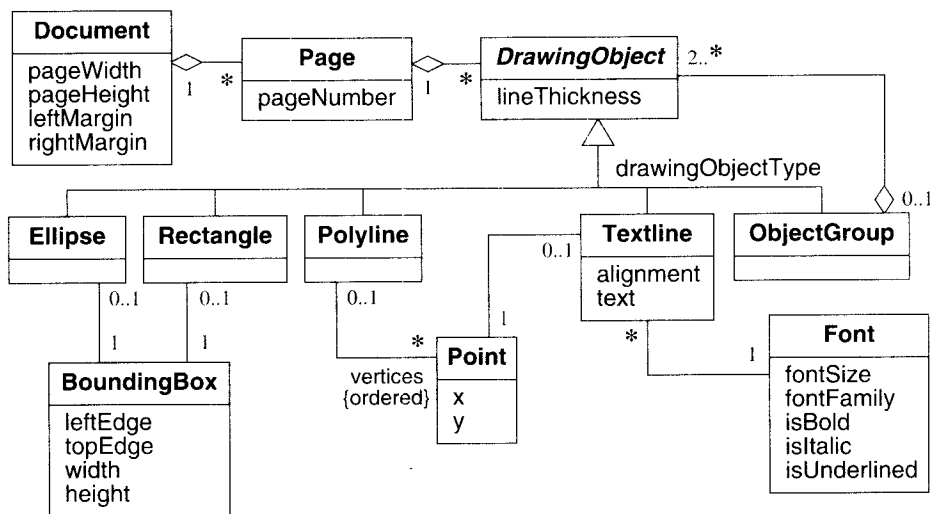 Document
pageWidth
pageHeight
leftMargin
rightMargin
1
*
Page
pageNumber
1
*
DrawingObject
lineThickness
2..*
drawingObjectType
0..1
Ellipse
Rectangle
Polyline
Textline
alignment
text
ObjectGroup
0..1
0..1
0..1
0..1
1
1
*
1
*
1
BoundingBox
leftEdge
topEdge
width
height
vertices
{ordered}
Point
x
y
Font
fontSize
fontFamily
isBold
isItalic
isUnderlined